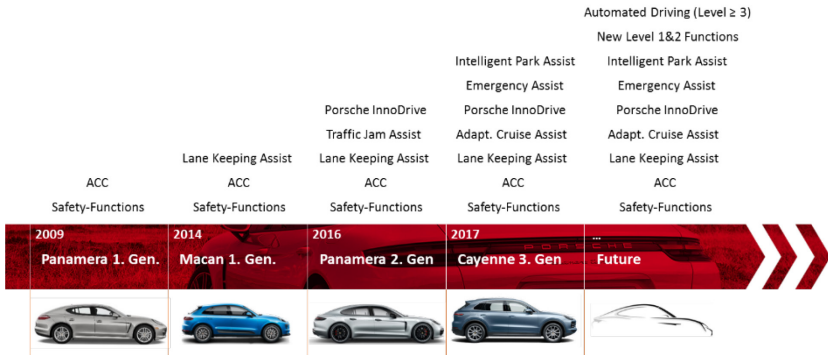 Automated Driving (Level ≥ 3)
New Level 1&2 Functions
Intelligent Park Assist
Intelligent Park Assist
Emergency Assist
Emergency Assist
Porsche InnoDrive
Porsche InnoDrive
Porsche InnoDrive
Traffic Jam Assist
Adapt. Cruise Assist
Adapt. Cruise Assist
Lane Keeping Assist
Lane Keeping Assist
Lane Keeping Assist
Lane Keeping Assist
ACC
ACC
ACC
ACC
ACC
Safety-Functions
Safety-Functions
Safety-Functions
Safety-Functions
Safety-Functions
2009
Panamera 1. Gen.
2014
Macan 1. Gen.
2016
Panamera 2. Gen
2017
Cayenne 3. Gen
...
Future
PORSCHE